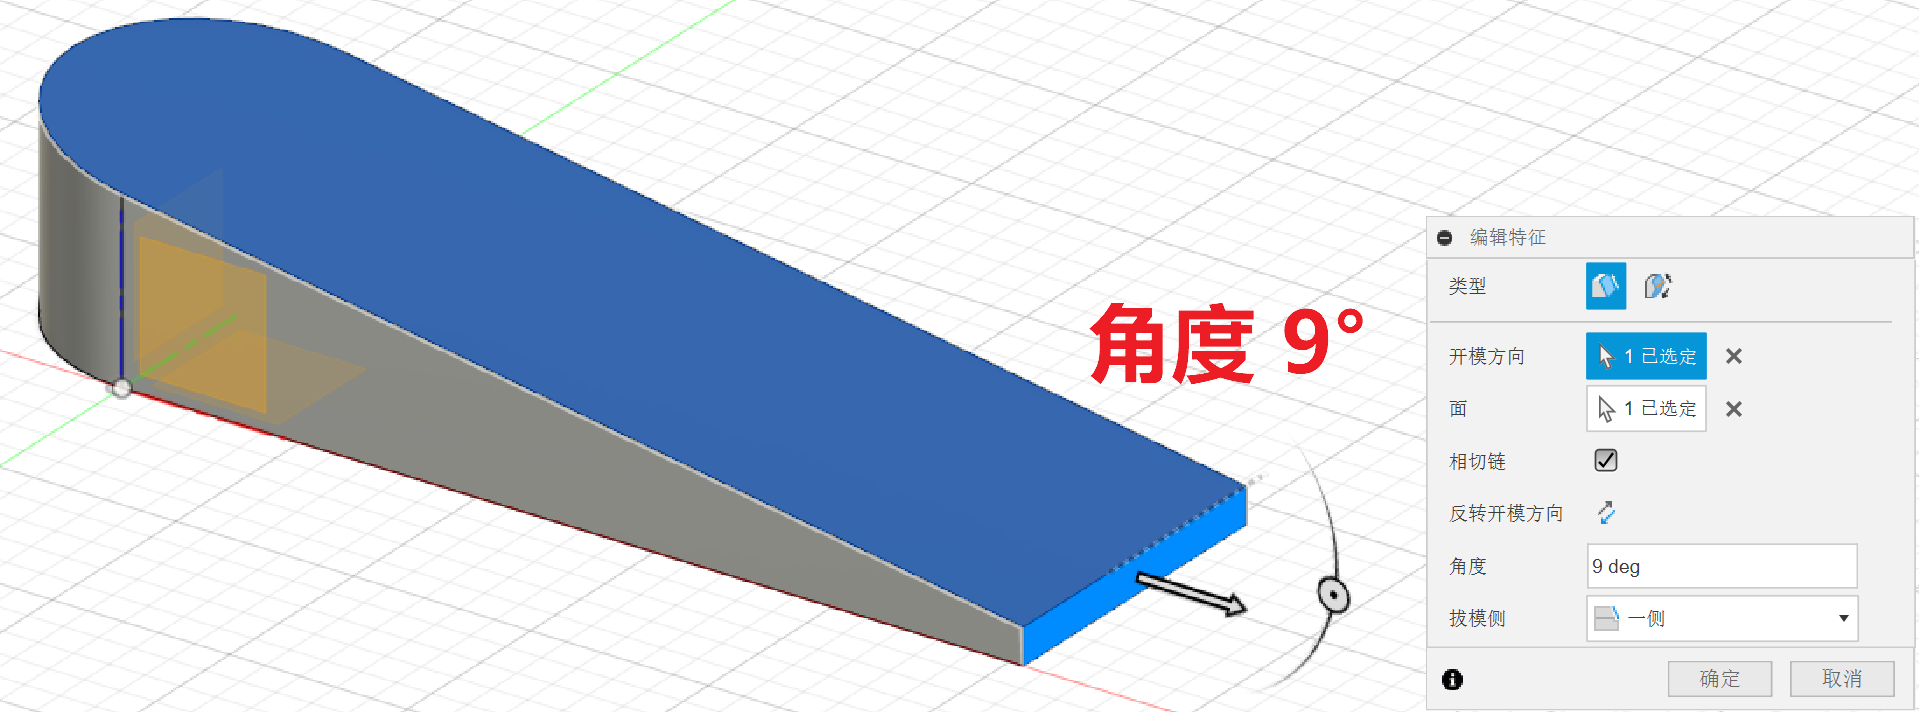 角度 9°
编辑特征
类型
开模方向 1 已选定
面 1 已选定
相切链
反转开模方向
角度 9 deg
拔模侧 一侧
确定 取消